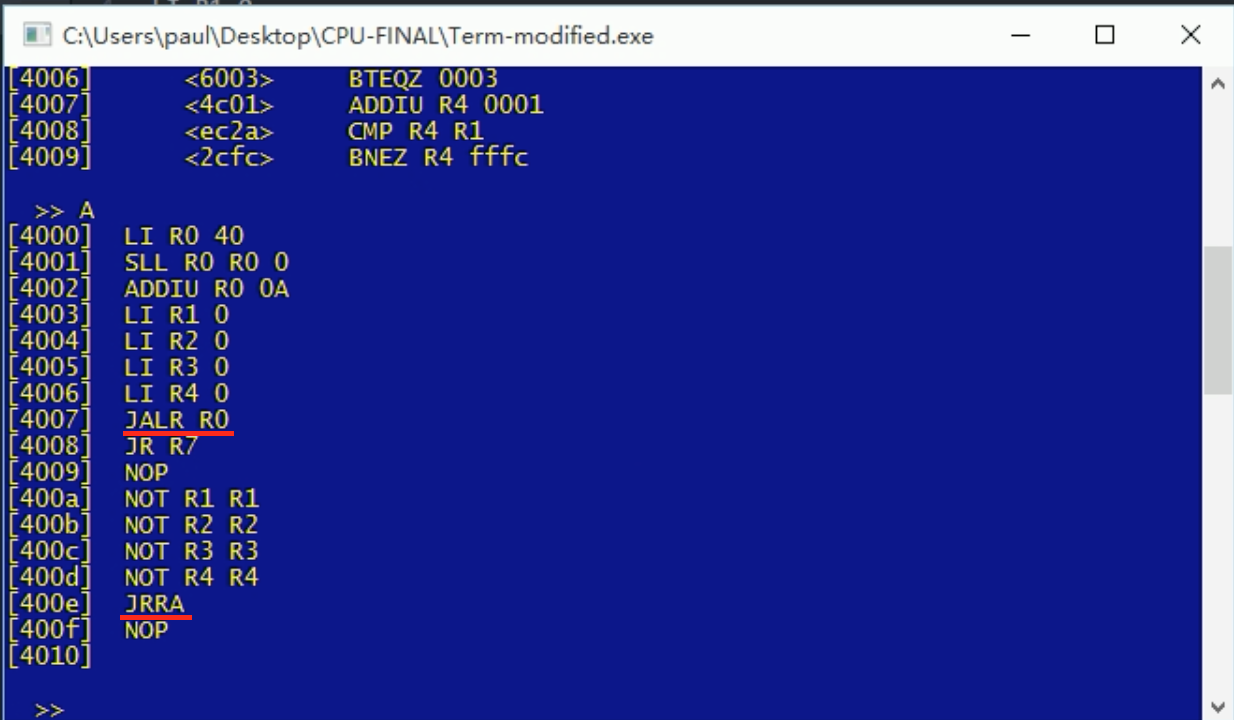 C:\Users\paul\Desktop\CPU-FINAL\Term-modified.exe
[4006] <6003> BTEQZ 0003
[4007] <4c01> ADDIU R4 0001
[4008] <ec2a> CMP R4 R1
[4009] <2cfc> BNEZ R4 fffc
>> A
[4000] LI R0 40
[4001] SLL R0 R0 0
[4002] ADDIU R0 0A
[4003] LI R1 0
[4004] LI R2 0
[4005] LI R3 0
[4006] LI R4 0
[4007] JALR R0
[4008] JR R7
[4009] NOP
[400a] NOT R1 R1
[400b] NOT R2 R2
[400c] NOT R3 R3
[400d] NOT R4 R4
[400e] JRRA
[400f] NOP
[4010]
>>